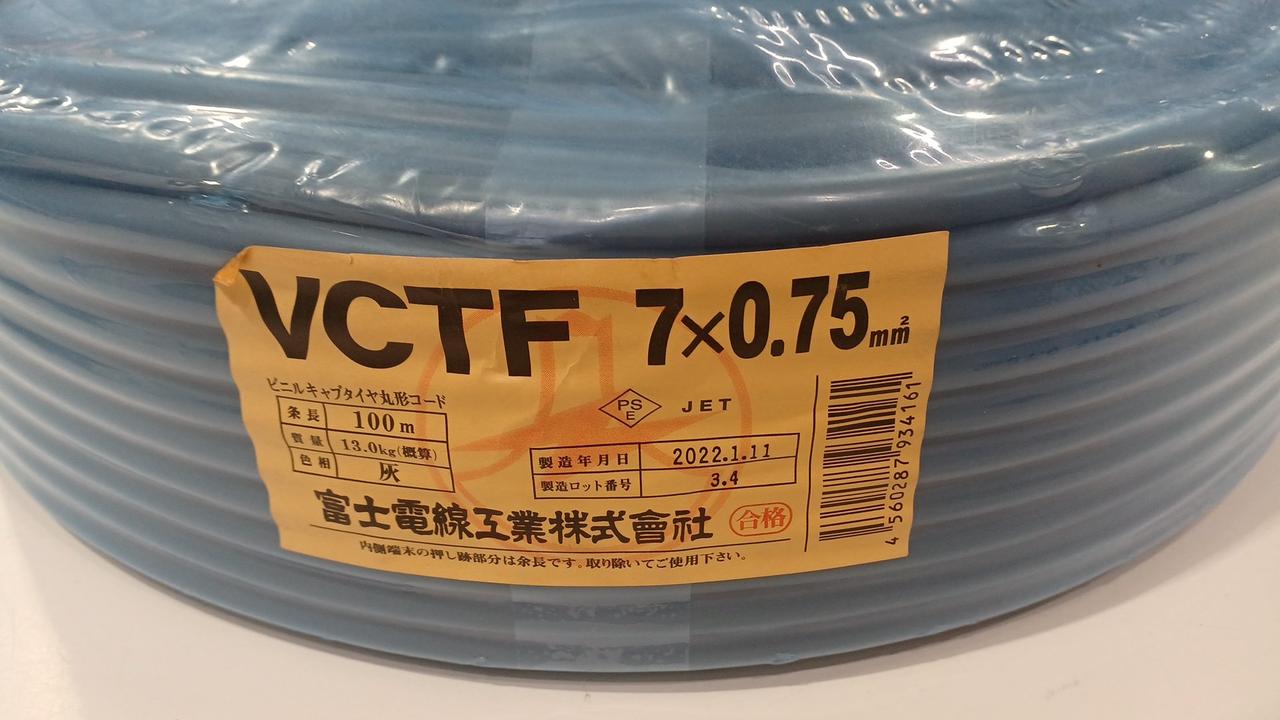 VCTF 7×0.75mm²
ビニルキャブタイヤ丸形コード
条長 100m
質量 13.0kg(概算)
色相 灰
PSE JET
製造年月日 2022.1.11
製造ロット番号 3.4
富士電線工業株式會社 合格
内側端末の押し跡部分は余長です。取り除いてご使用下さい。
4 560287 934161